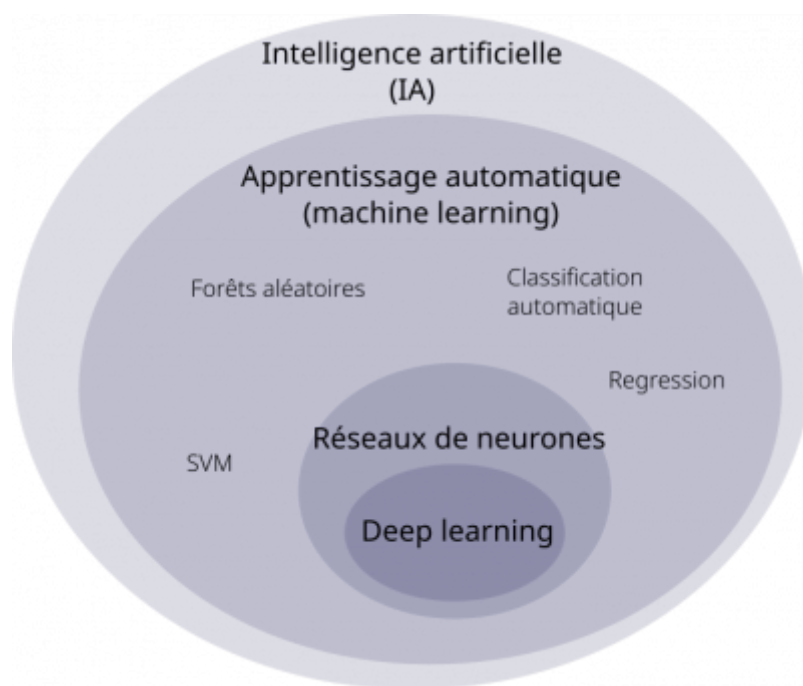 Intelligence artificielle
(IA)
Apprentissage automatique
(machine learning)
Forêts aléatoires
Classification
automatique
Regression
Réseaux de neurones
SVM
Deep learning